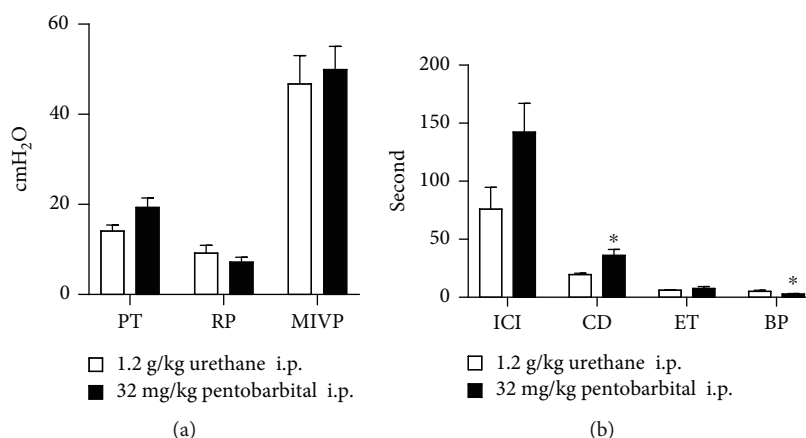 60
40
20
0
cmH₂O
PT
RP
MIVP
1.2 g/kg urethane i.p.
32 mg/kg pentobarbital i.p.
(a)
200
150
100
50
0
Second
*
*
ICI
CD
ET
BP
1.2 g/kg urethane i.p.
32 mg/kg pentobarbital i.p.
(b)